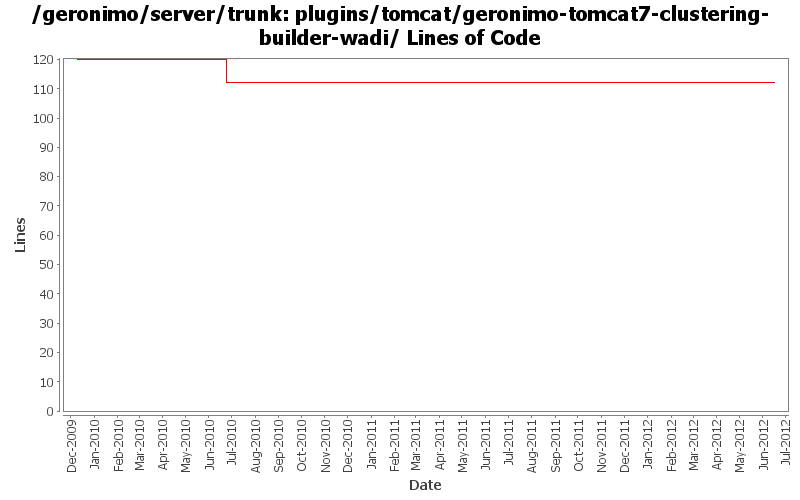 /geronimo/server/trunk: plugins/tomcat/geronimo-tomcat7-clustering-
builder-wadi/ Lines of Code
120
110
100
90
80
70
60
50
40
30
20
10
0
Lines
Dec-2009
Jan-2010
Feb-2010
Mar-2010
Apr-2010
May-2010
Jun-2010
Jul-2010
Aug-2010
Sep-2010
Oct-2010
Nov-2010
Dec-2010
Jan-2011
Feb-2011
Mar-2011
Apr-2011
May-2011
Jun-2011
Jul-2011
Aug-2011
Sep-2011
Oct-2011
Nov-2011
Dec-2011
Jan-2012
Feb-2012
Mar-2012
Apr-2012
May-2012
Jun-2012
Jul-2012
Date